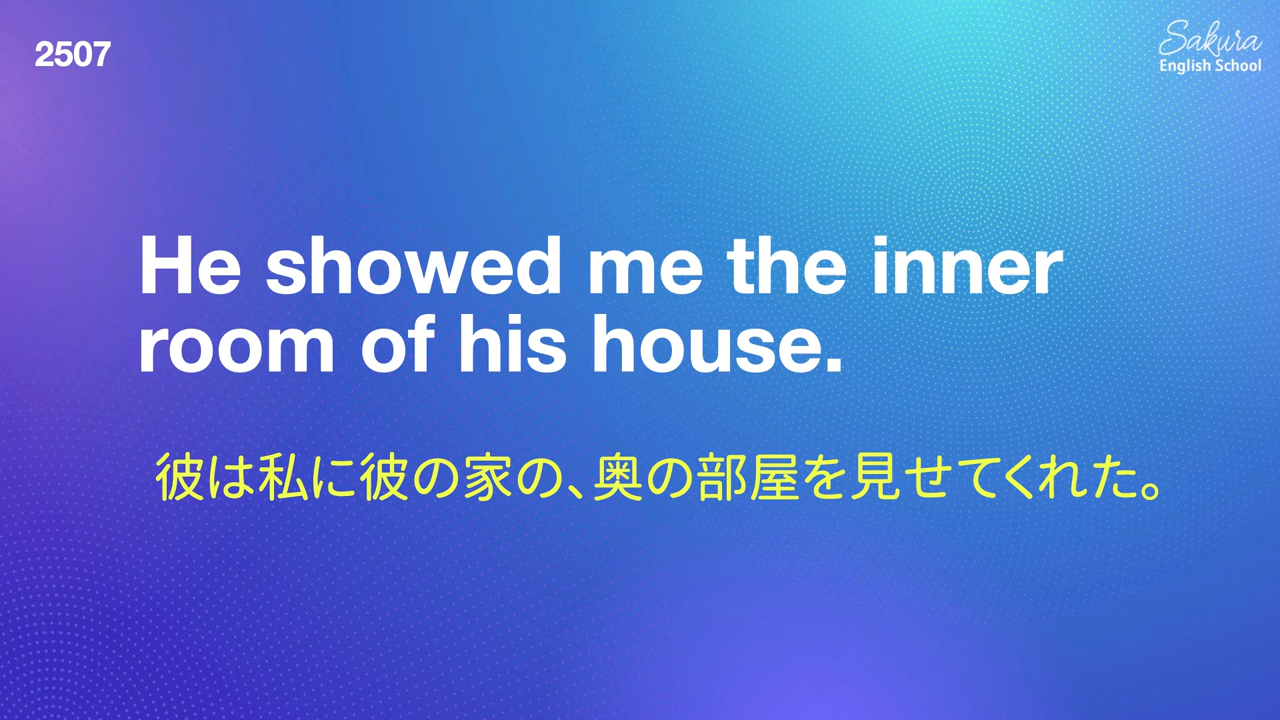 2507
Sakura
English School
He showed me the inner
room of his house.
彼は私に彼の家の、奥の部屋を見せてくれた。